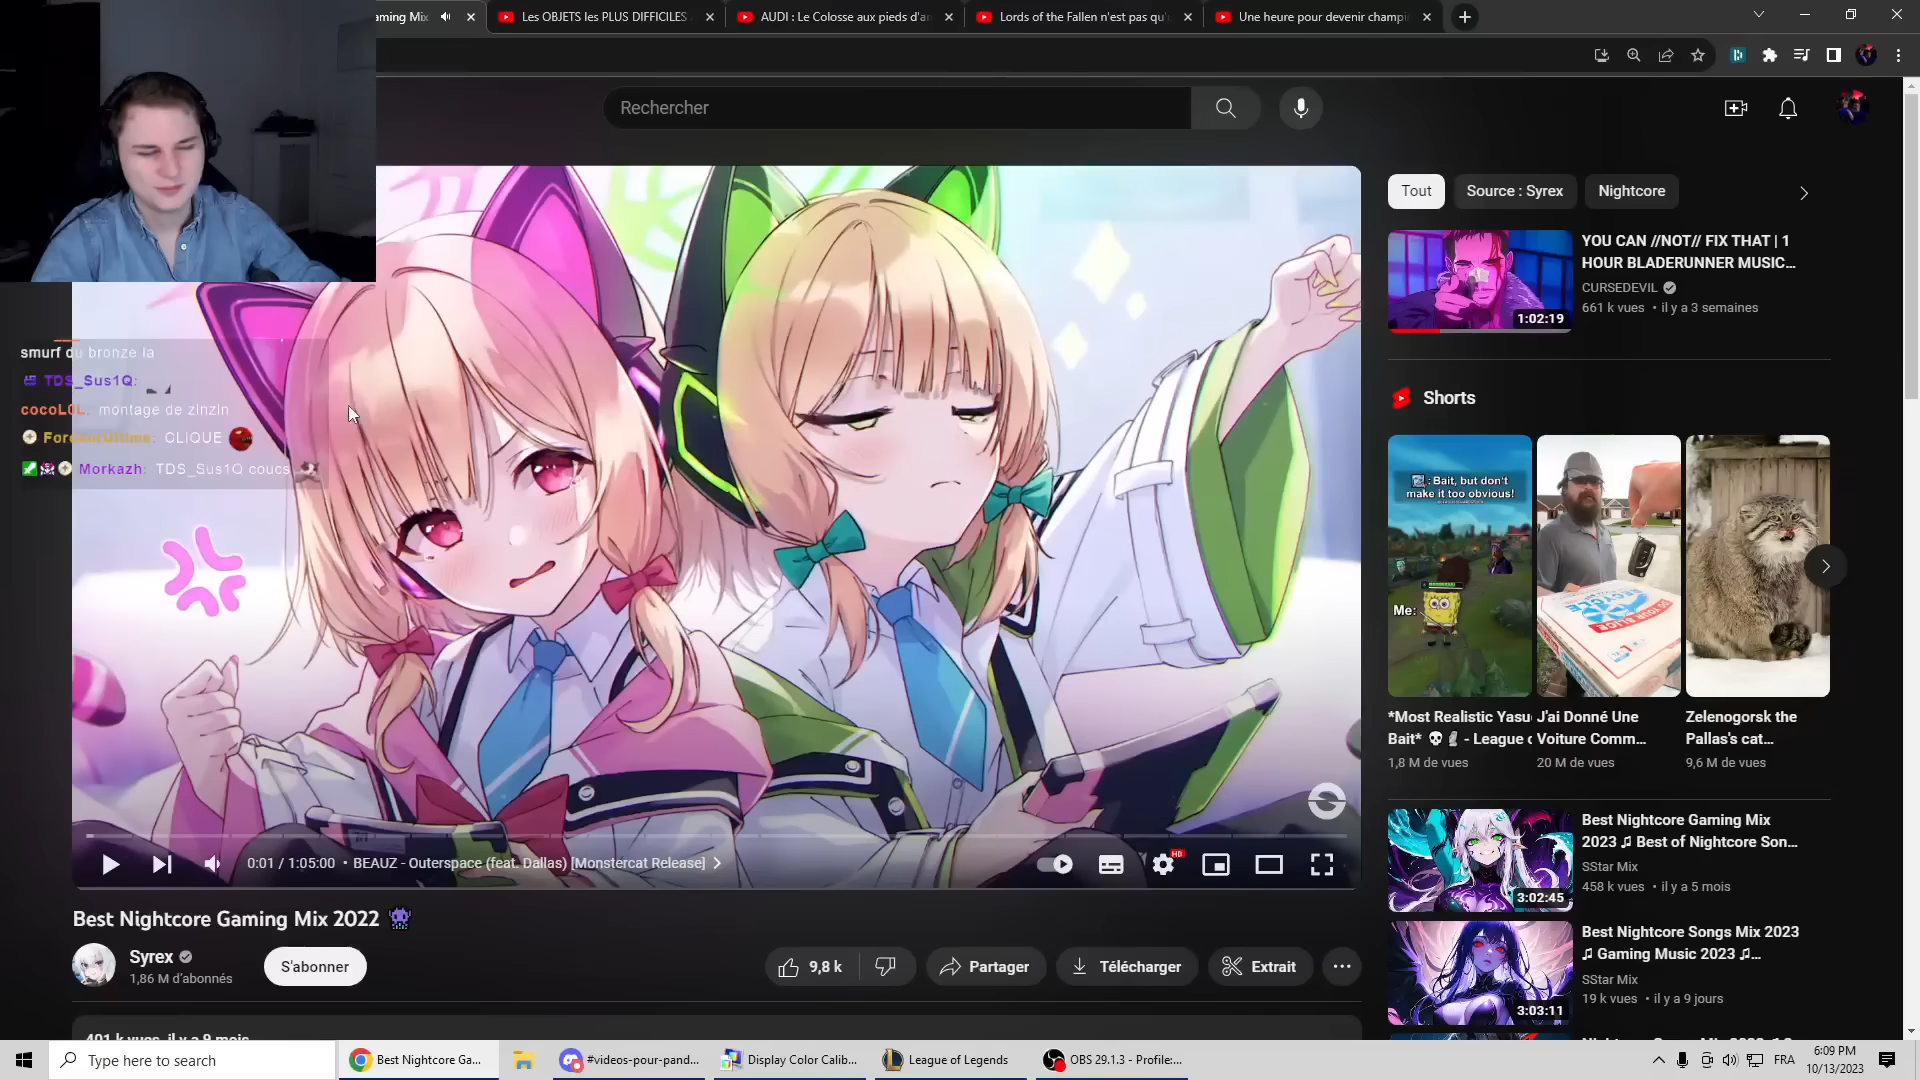 aming Mix
Les OBJETS les PLUS DIFFICILES
AUDI : Le Colosse aux pieds d'ar
Lords of the Fallen n'est pas qu'
Une heure pour devenir champi
Rechercher
Tout
Source : Syrex
Nightcore
YOU CAN //NOT// FIX THAT | 1
HOUR BLADERUNNER MUSIC...
CURSEDEVIL
661 k vues • il y a 3 semaines
1:02:19
smurf du bronze la
TDS_Sus1Q:
cocoL0L: montage de zinzin
CLIQUE
Morkazh: TDS_Sus1Q coucs
Shorts
: Bait, but don't
make it too obvious!
Me:
*Most Realistic Yasu
Bait* 💀🗿 - League o
1,8 M de vues
J'ai Donné Une
Voiture Comm...
20 M de vues
Zelenogorsk the
Pallas's cat...
9,6 M de vues
0:01 / 1:05:00 • BEAUZ - Outerspace (feat. Dallas) [Monstercat Release]
HD
Best Nightcore Gaming Mix 2022 👾
Syrex
1,86 M d'abonnés
S'abonner
9,8 k
Partager
Télécharger
Extrait
401 k vues il y a 9 mois
Best Nightcore Gaming Mix
2023 ♫ Best of Nightcore Son...
SStar Mix
458 k vues • il y a 5 mois
3:02:45
Best Nightcore Songs Mix 2023
♫ Gaming Music 2023 ♫...
SStar Mix
19 k vues • il y a 9 jours
3:03:11
Type here to search
Best Nightcore Ga...
#videos-pour-pand...
Display Color Calib...
League of Legends
OBS 29.1.3 - Profile:...
FRA
6:09 PM
10/13/2023